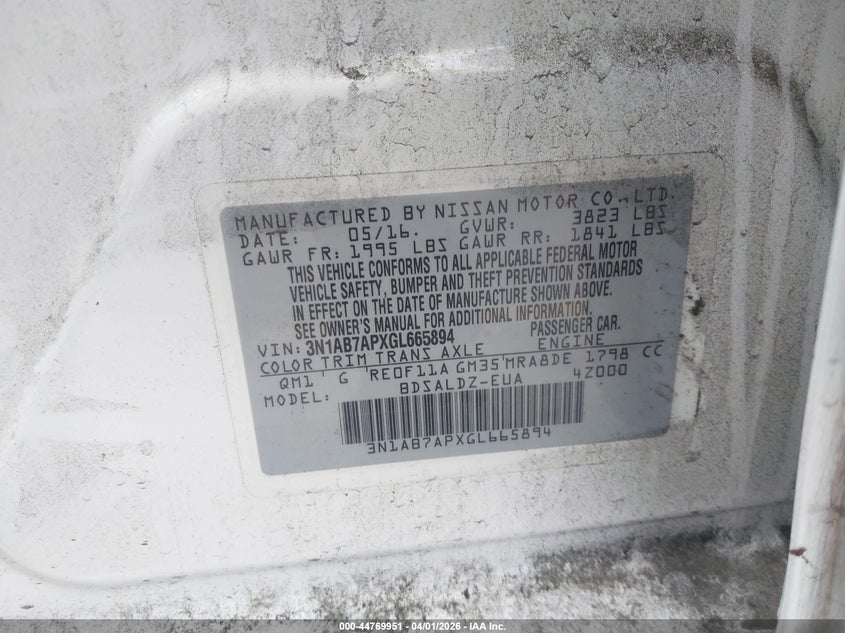 MANUFACTURED BY NISSAN MOTOR CO., LTD.
DATE: 05/16. GVWR: 3823 LBS
GAWR FR: 1995 LBS GAWR RR: 1841 LBS
THIS VEHICLE CONFORMS TO ALL APPLICABLE FEDERAL MOTOR
VEHICLE SAFETY, BUMPER AND THEFT PREVENTION STANDARDS
IN EFFECT ON THE DATE OF MANUFACTURE SHOWN ABOVE.
SEE OWNER'S MANUAL FOR ADDITIONAL INFORMATION.
VIN: 3N1AB7APXGL665894 PASSENGER CAR.
COLOR TRIM TRANS AXLE ENGINE
QM1 G RE0F11A GM35 MRA8DE 1798 CC
MODEL: BDSALDZ-EUA 4Z000
3N1AB7APXGL665894
000-44769951 - 04/01/2026 - IAA Inc.